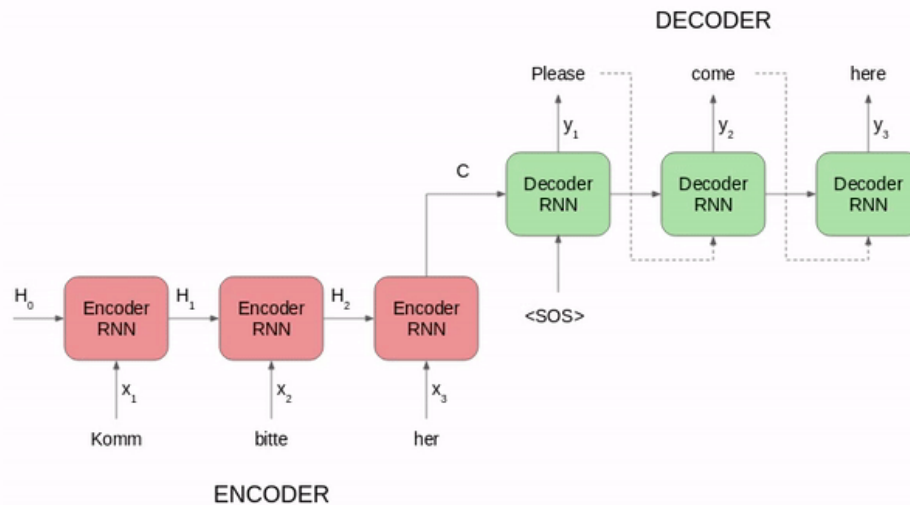 DECODER
Please come here
y1 y2 y3
C
Decoder RNN
Decoder RNN
Decoder RNN
H0
H1
H2
Encoder RNN
Encoder RNN
Encoder RNN
<SOS>
x1 x2 x3
Komm bitte her
ENCODER